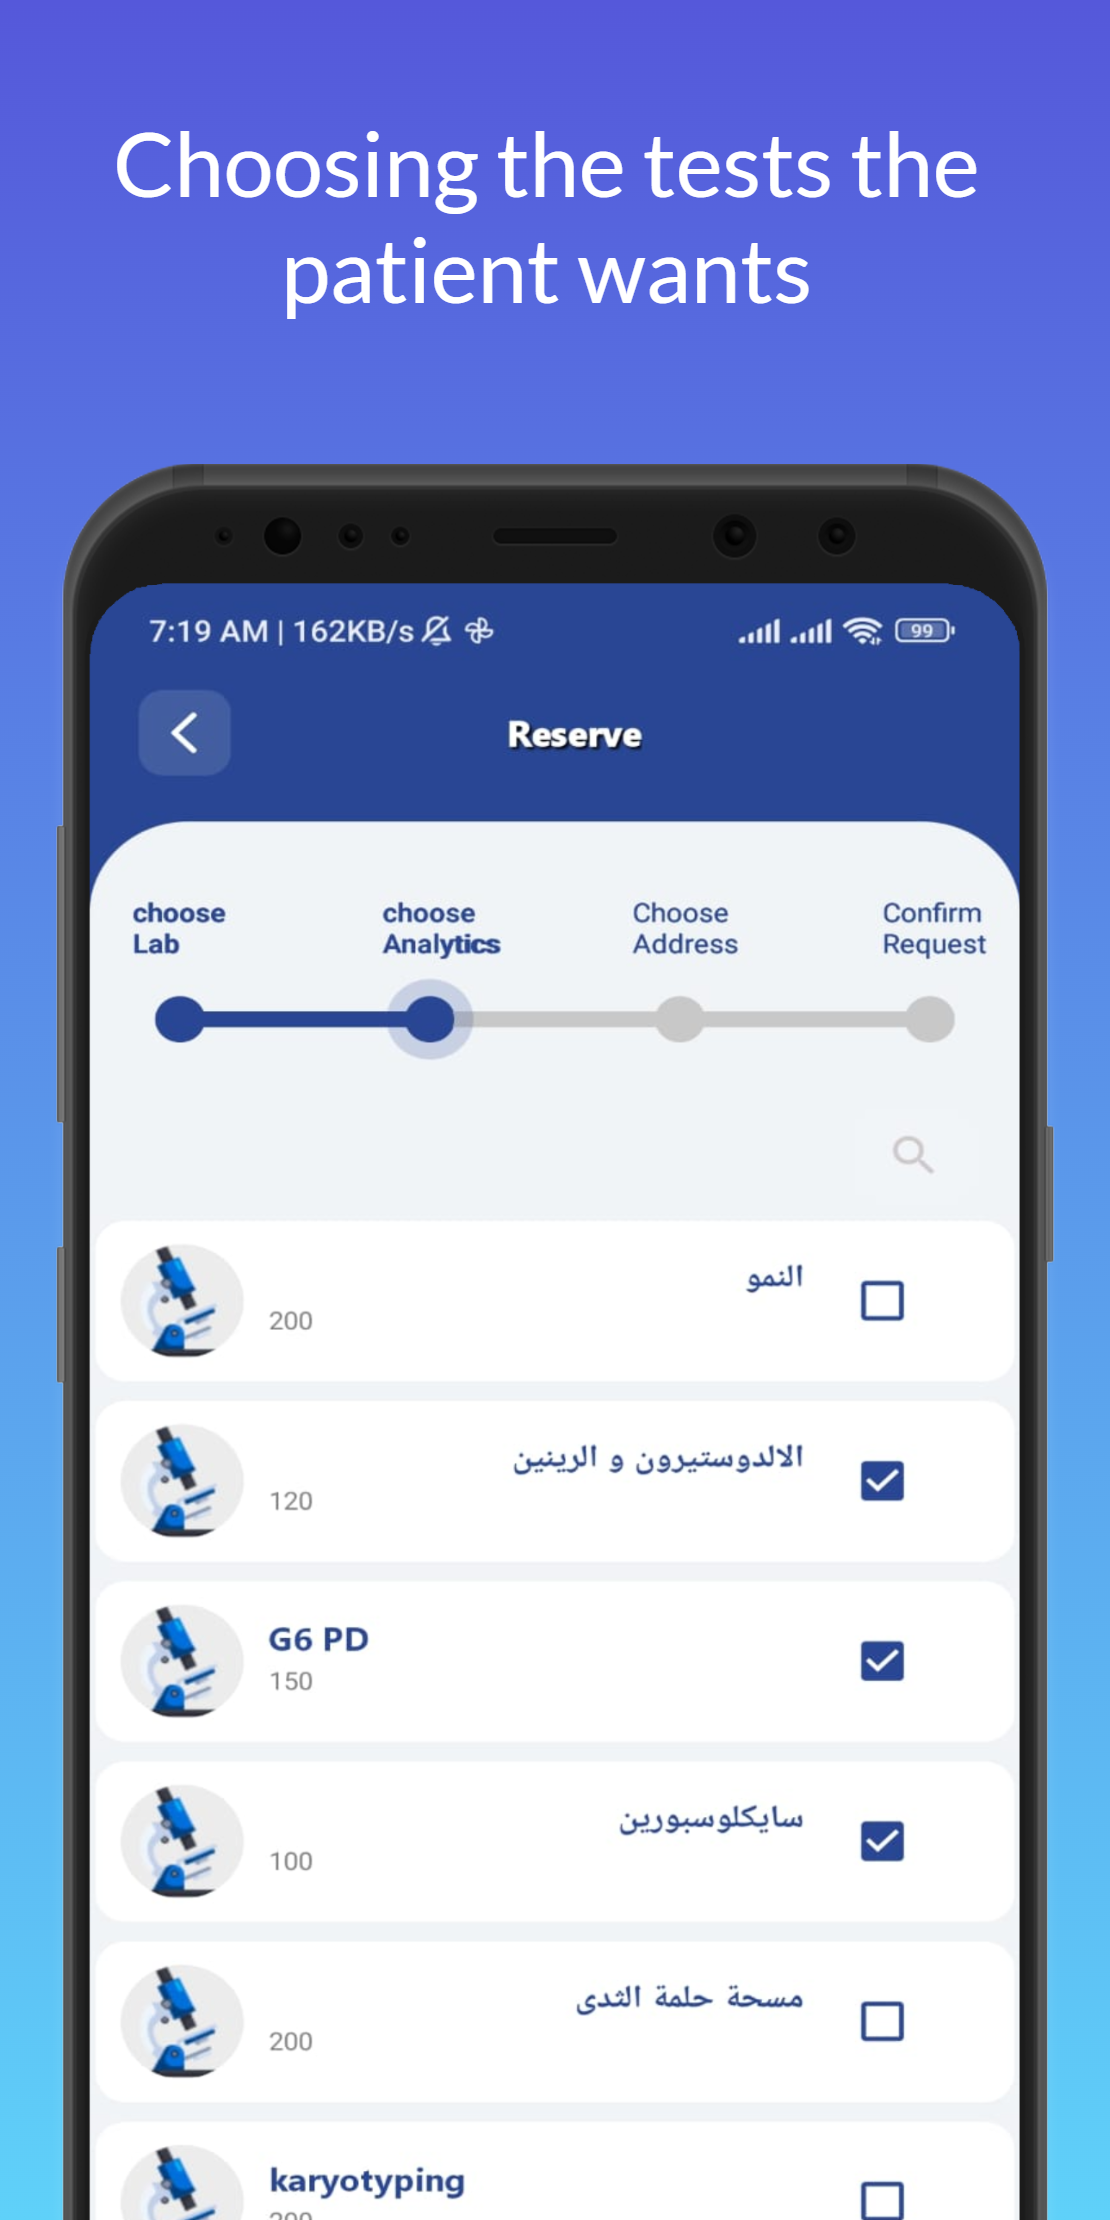 Choosing the tests the
patient wants
7:19 AM | 162KB/s
99
Reserve
choose
Lab
choose
Analytics
Choose
Address
Confirm
Request
النمو
200
الالدوستيرون و الرينين
120
G6 PD
150
سايكلوسبورين
100
مسحة حلمة الثدى
200
karyotyping